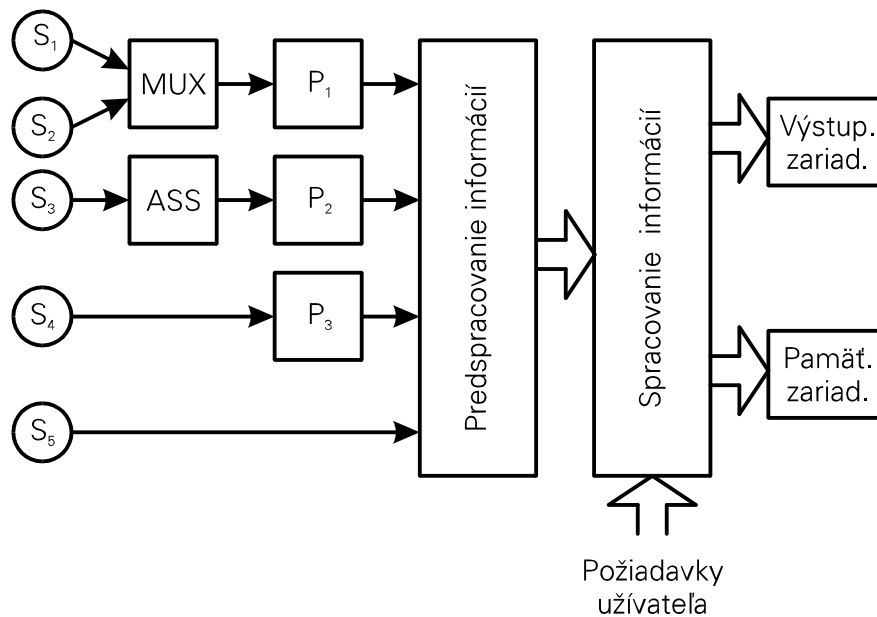 S₁
MUX
P₁
S₂
S₃
ASS
P₂
S₄
P₃
S₅
Predspracovanie informácií
Spracovanie informácií
Výstup.
zariad.
Pamäť.
zariad.
Požiadavky
užívateľa